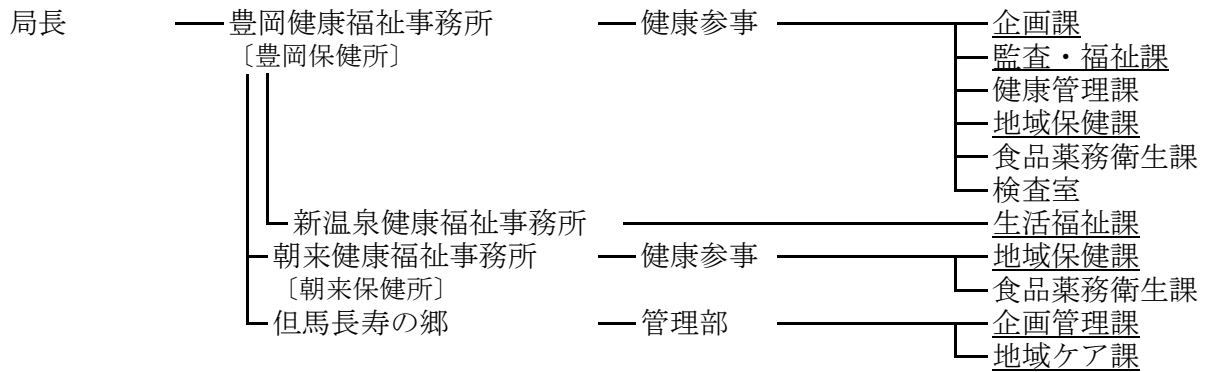 局長 豊岡健康福祉事務所 健康参事 企画課
〔豊岡保健所〕 監査・福祉課
健康管理課
地域保健課
食品薬務衛生課
検査室
新温泉健康福祉事務所 生活福祉課
朝来健康福祉事務所 健康参事 地域保健課
〔朝来保健所〕 食品薬務衛生課
但馬長寿の郷 管理部 企画管理課
地域ケア課